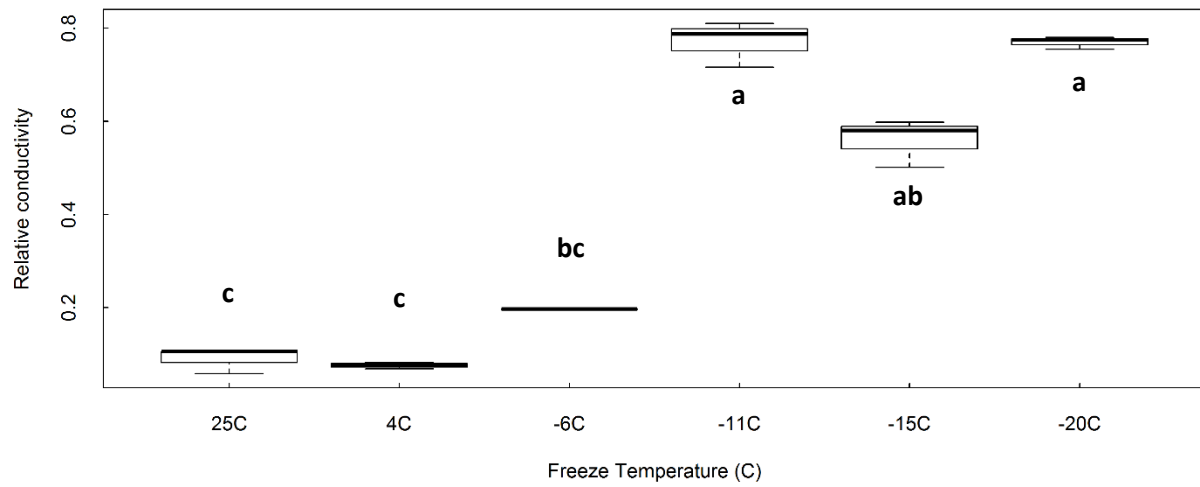 Relative conductivity
0.8
0.6
0.4
0.2
c
c
bc
a
ab
a
25C
4C
-6C
-11C
-15C
-20C
Freeze Temperature (C)